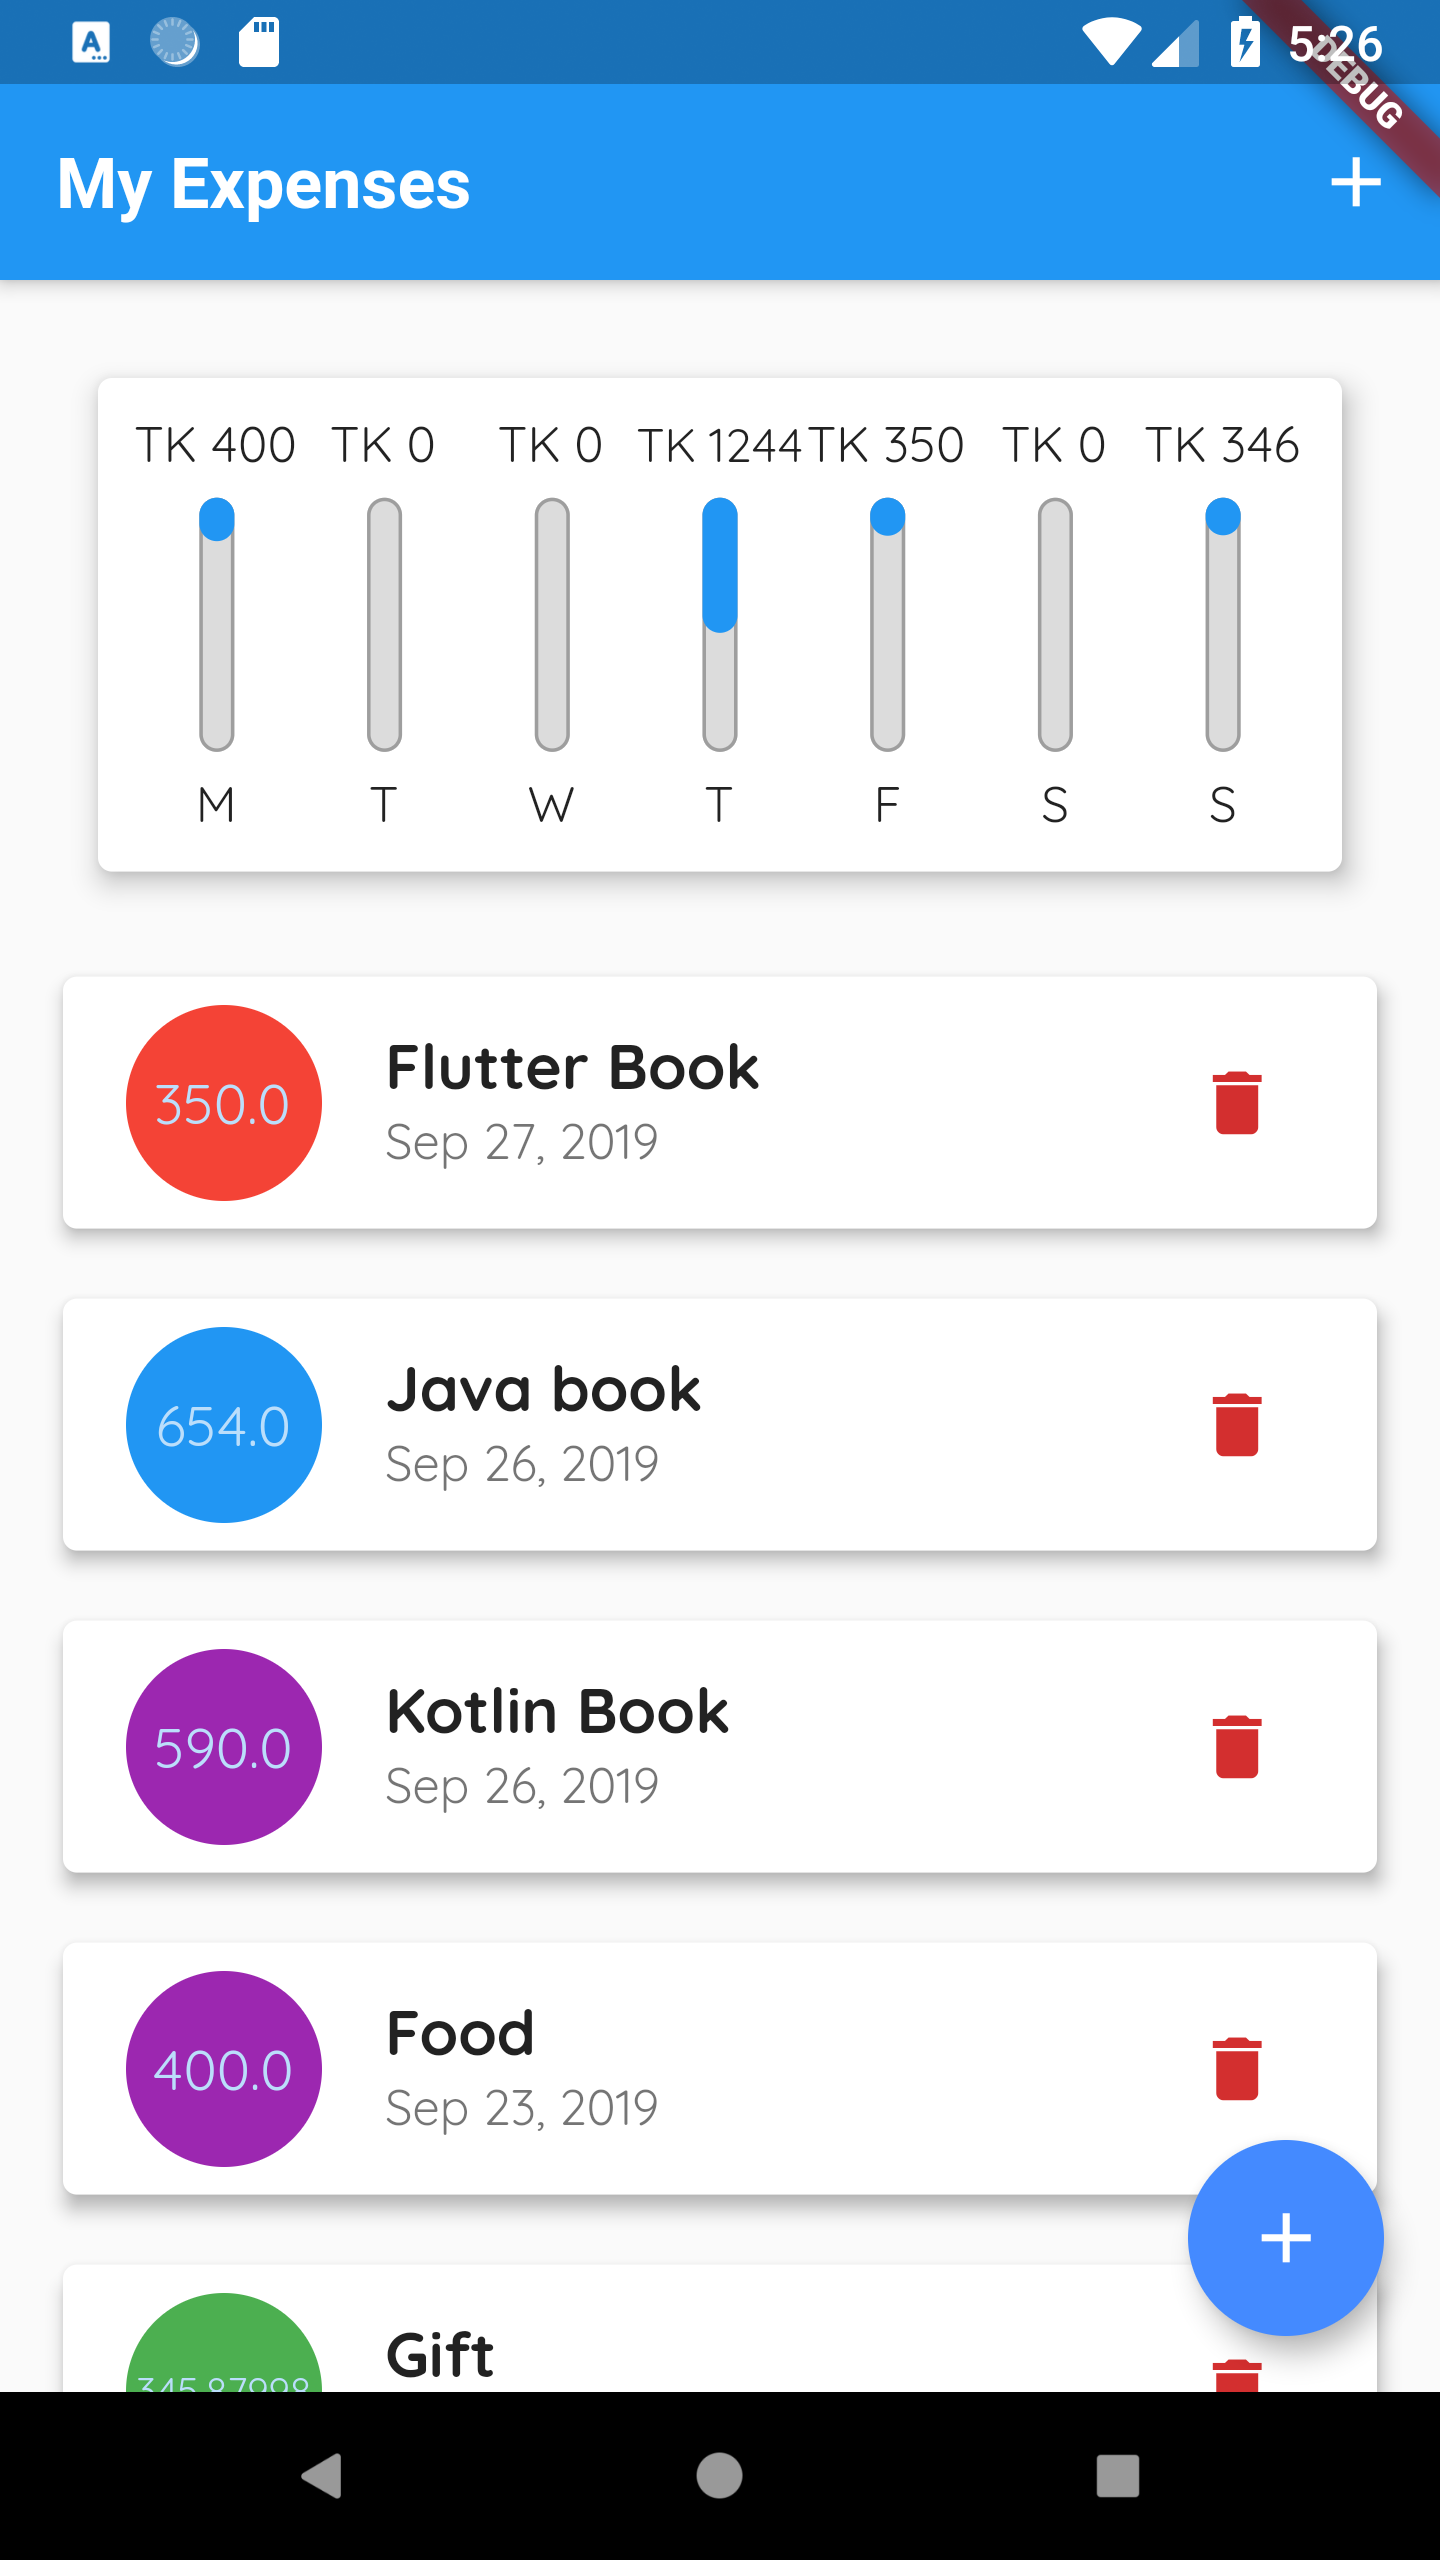 5:26
DEBUG
My Expenses
TK 400 TK 0 TK 0 TK 1244 TK 350 TK 0 TK 346
M T W T F S S
350.0
Flutter Book
Sep 27, 2019
654.0
Java book
Sep 26, 2019
590.0
Kotlin Book
Sep 26, 2019
400.0
Food
Sep 23, 2019
345.87998
Gift